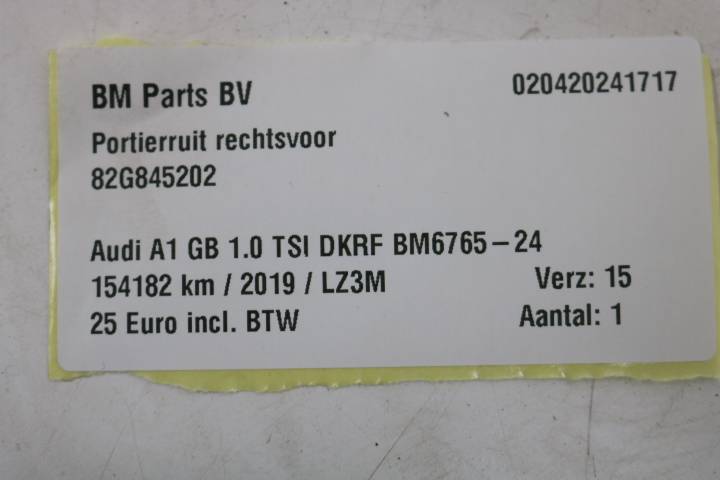 BM Parts BV 020420241717
Portierruit rechtsvoor
82G845202
Audi A1 GB 1.0 TSI DKRF BM6765-24
154182 km / 2019 / LZ3M Verz: 15
25 Euro incl. BTW Aantal: 1